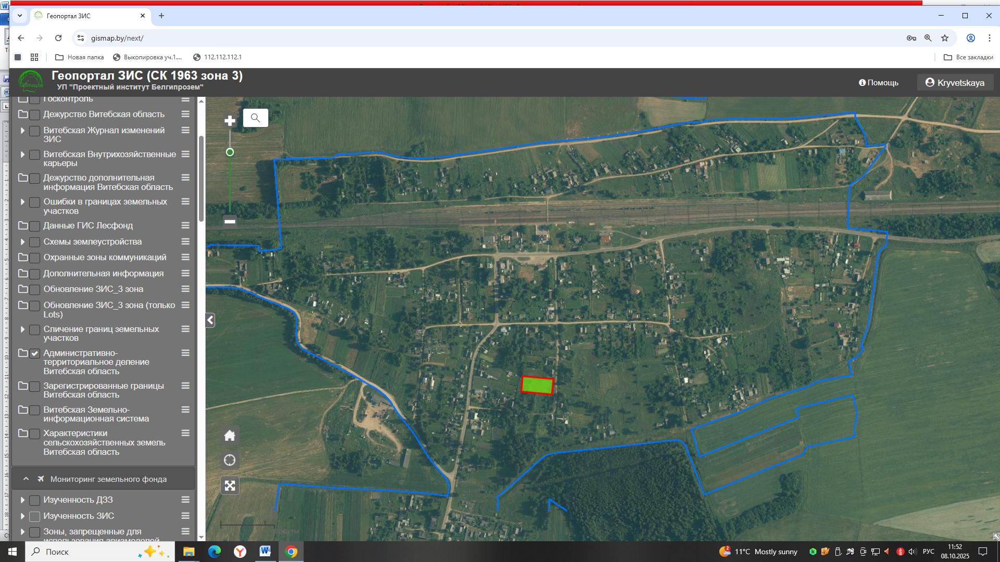 Геопортал ЗИС
gismap.by/next/
Новая папка
Выкопировка уч.1....
112.112.112.1
Все закладки
Gismap.by
Геопортал ЗИС (СК 1963 зона 3)
УП "Проектный институт Белгипрозем"
Помощь
Kryvetskaya
Госконтроль
Дежурство Витебская область
Витебская Журнал изменений
ЗИС
Витебская Внутрихозяйственные
карьеры
Дежурство дополнительная
информация Витебская область
Ошибки в границах земельных
участков
Данные ГИС Лесфонд
Схемы землеустройства
Охранные зоны коммуникаций
Дополнительная информация
Обновление ЗИС_3 зона
Обновление ЗИС_3 зона (только
Lots)
Сличение границ земельных
участков
Административно-
территориальное деление
Витебская область
Зарегистрированные границы
Витебская область
Витебская Земельно-
информационная система
Характеристики
сельскохозяйственных земель
Витебская область
Мониторинг земельного фонда
Изученность ДЗЗ
Изученность ЗИС
Зоны, запрещенные для
использования авиамоделей
Поиск
11°C Mostly sunny
РУС
11:52
08.10.2025